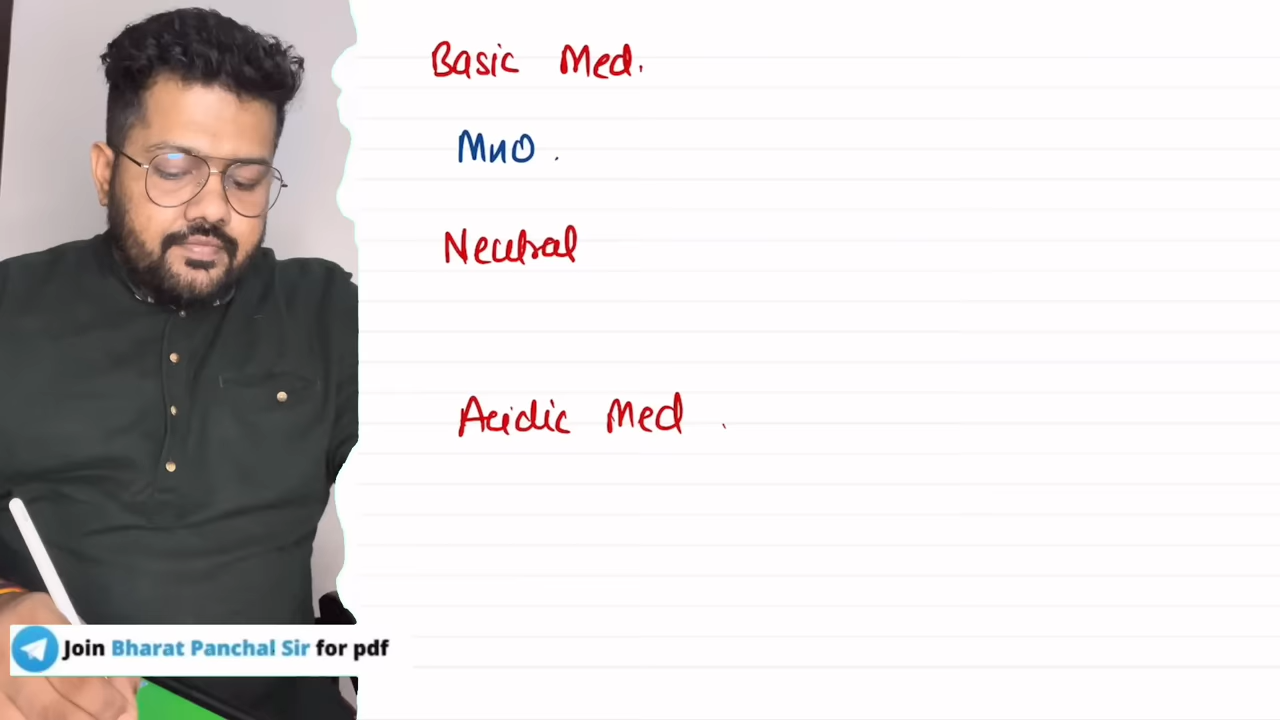 Basic Med.
MnO .
Neutral
Acidic Med .
Join Bharat Panchal Sir for pdf